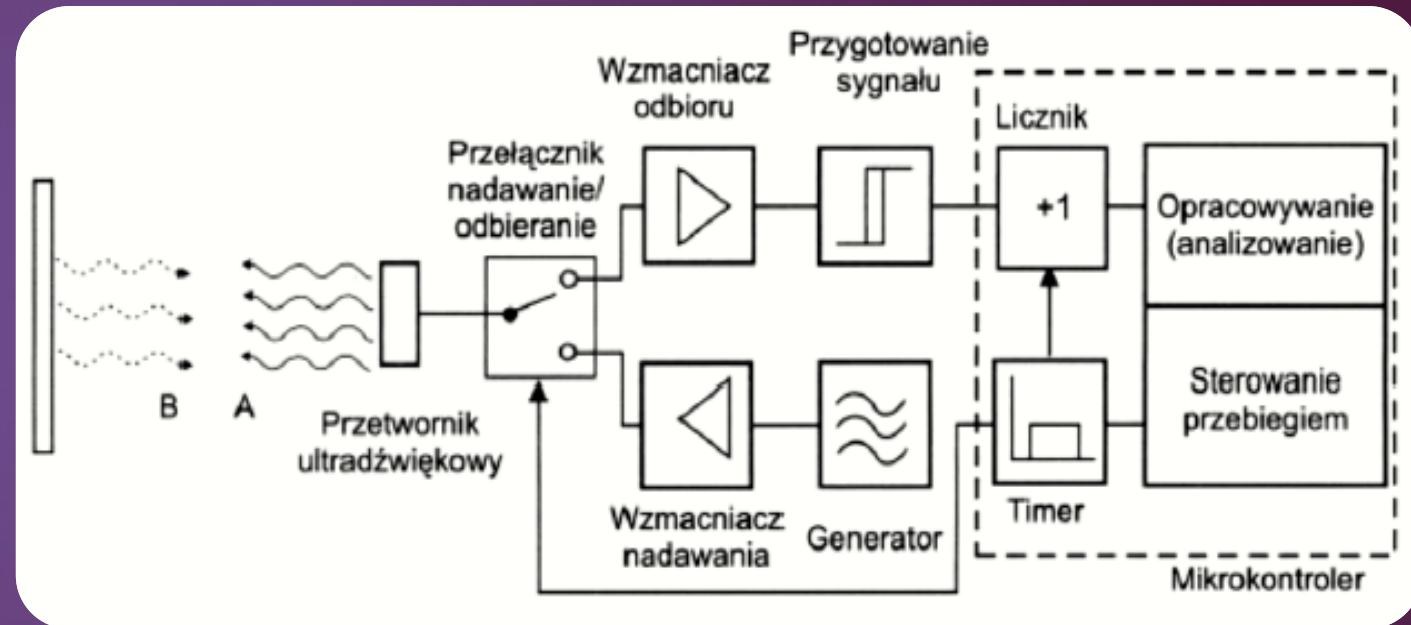 Przygotowanie
sygnału
Wzmacniacz
odbioru
Licznik
Przełącznik
nadawanie/
odbieranie
+1
Opracowywanie
(analizowanie)
B
A
Przetwornik
ultradźwiękowy
Sterowanie
przebiegiem
Wzmacniacz
nadawania
Generator
Timer
Mikrokontroler